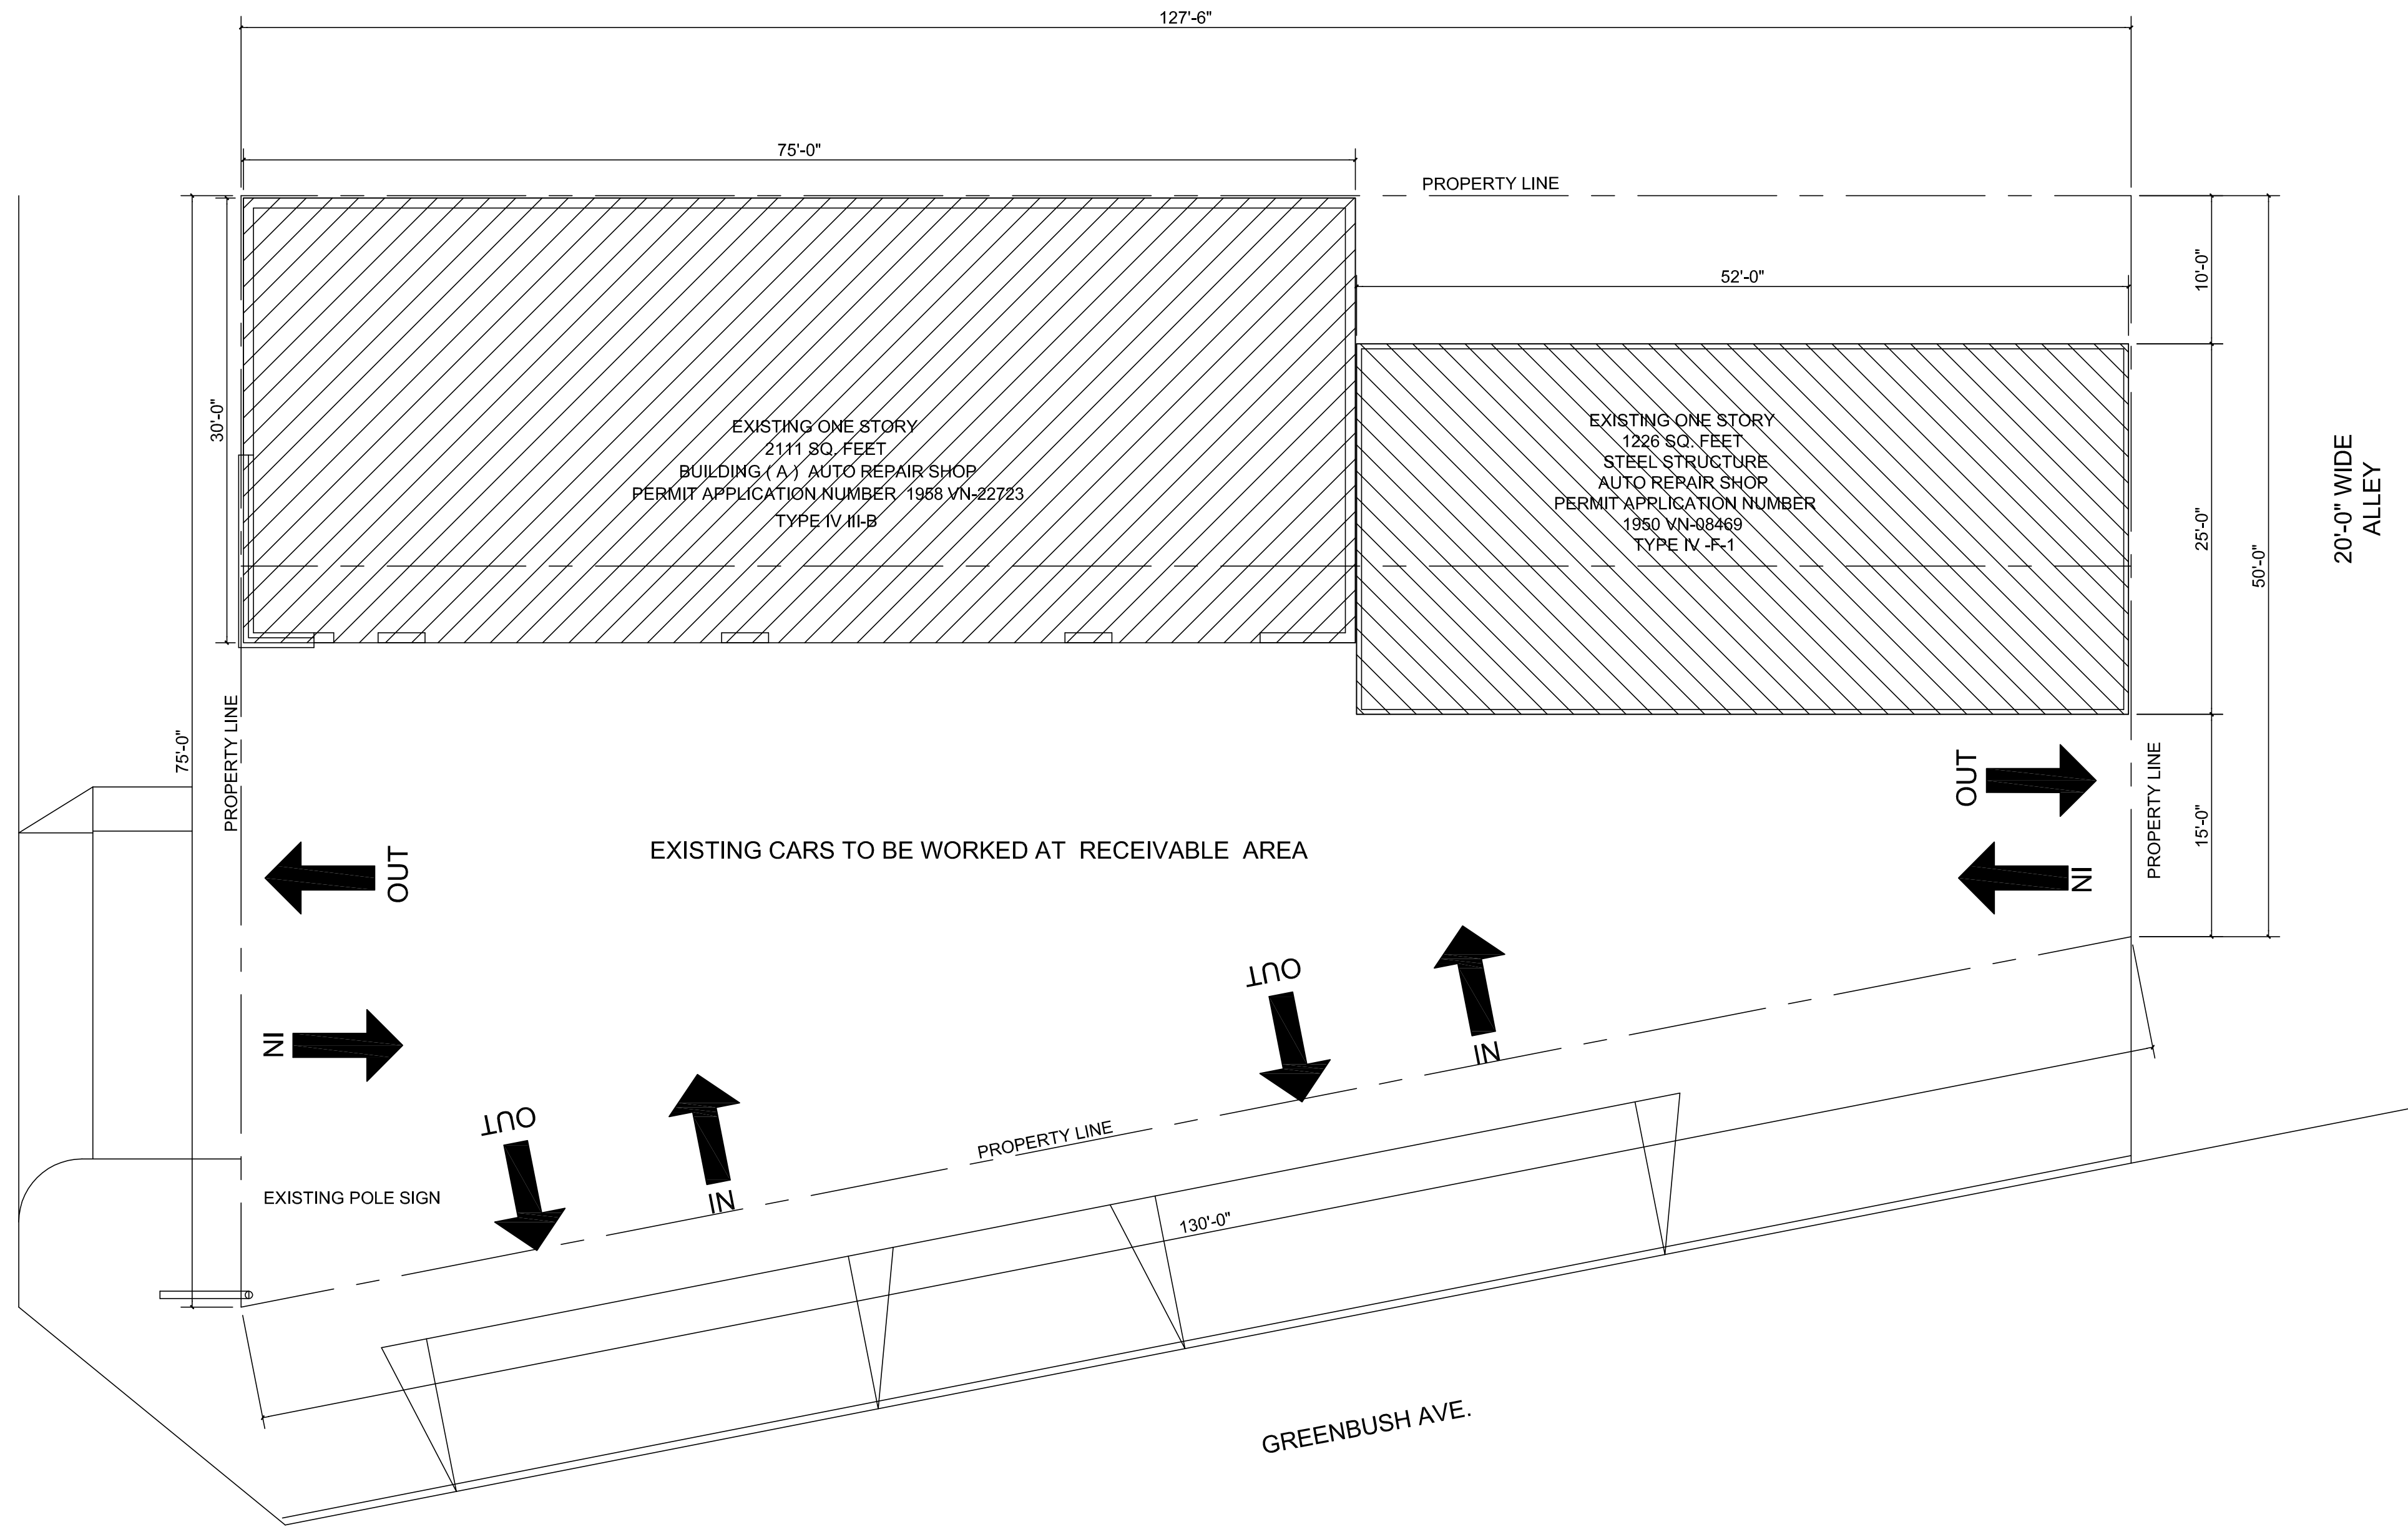 127'-6"
75'-0"
PROPERTY LINE
52'-0"
10'-0"
30'-0"
EXISTING ONE STORY
2111 SQ. FEET
BUILDING ( A ) AUTO REPAIR SHOP
PERMIT APPLICATION NUMBER 1958 VN-22723
TYPE IV III-B
EXISTING ONE STORY
1226 SQ. FEET
STEEL STRUCTURE
AUTO REPAIR SHOP
PERMIT APPLICATION NUMBER
1950 VN-08469
TYPE IV -F-1
25'-0"
50'-0"
20'-0" WIDE
ALLEY
75'-0"
PROPERTY LINE
OUT
PROPERTY LINE
15'-0"
EXISTING CARS TO BE WORKED AT RECEIVABLE AREA
OUT
IN
OUT
IN
IN
OUT
IN
PROPERTY LINE
EXISTING POLE SIGN
130'-0"
GREENBUSH AVE.